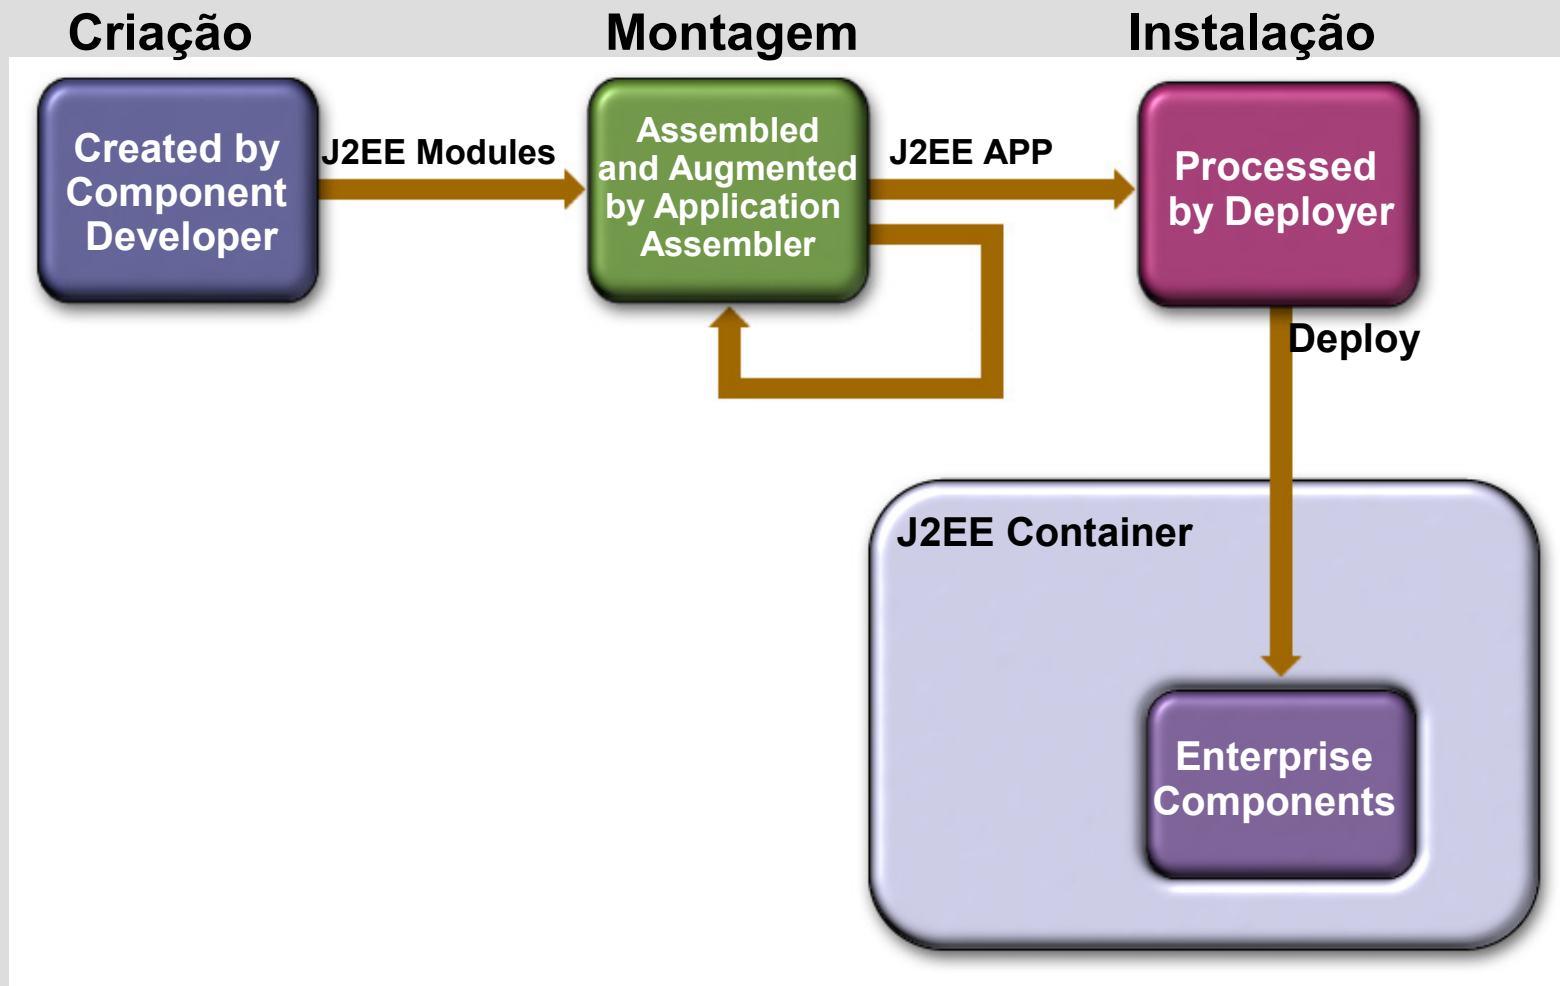 Criação
Montagem
Instalação
Created by
Component
Developer
J2EE Modules
Assembled
and Augmented
by Application
Assembler
J2EE APP
Processed
by Deployer
Deploy
J2EE Container
Enterprise
Components